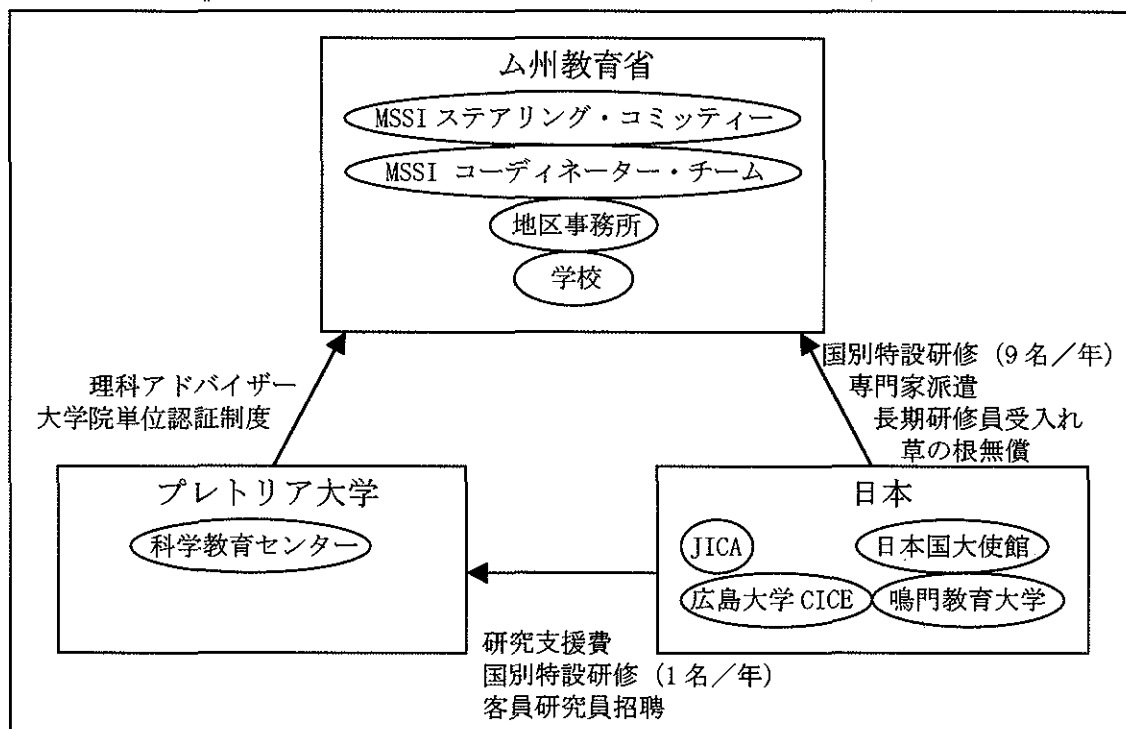 ム州教育省
MSSI ステアリング・コミッティー
MSSI コーディネーター・チーム
地区事務所
学校
理科アドバイザー
大学院単位認証制度
国別特設研修（9名／年）
専門家派遣
長期研修員受入れ
草の根無償
プレトリア大学
科学教育センター
日本
JICA
日本国大使館
広島大学 CICE
鳴門教育大学
研究支援費
国別特設研修（1名／年）
客員研究員招聘